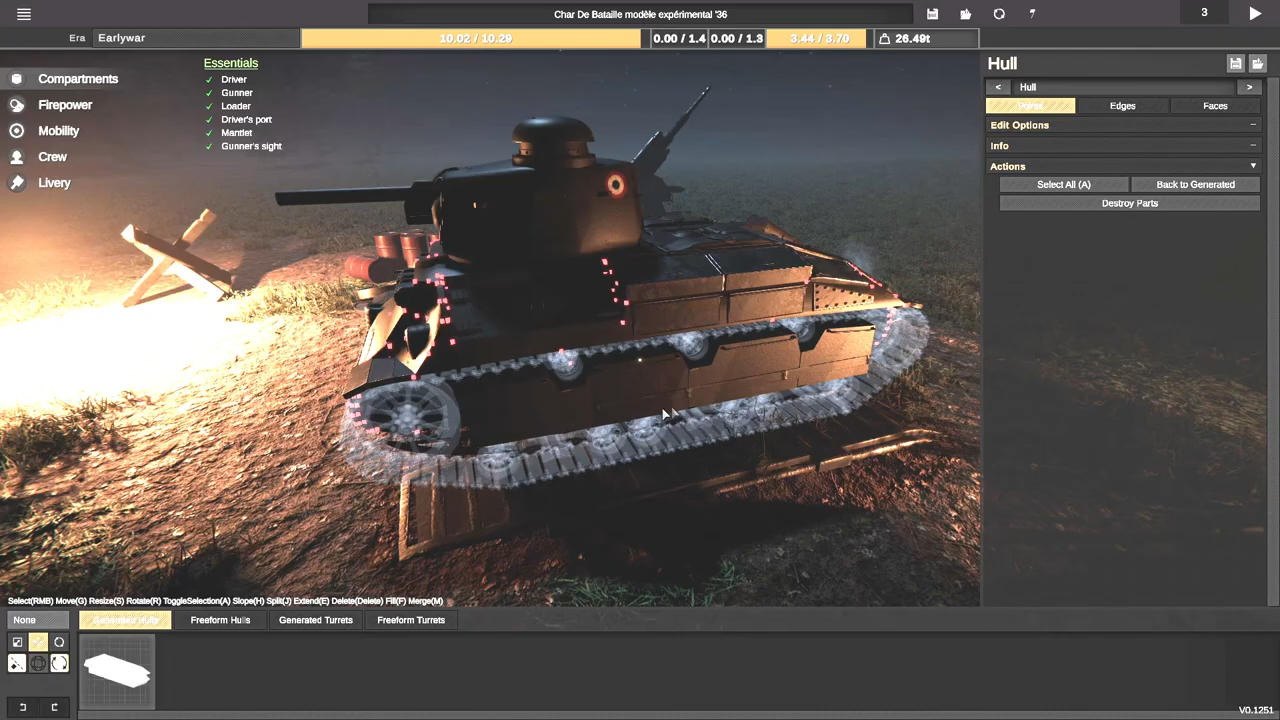 Char De Bataille modèle expérimental '36
3
Era
Earlywar
10.02 / 10.29
0.00 / 1.4
0.00 / 1.3
3.44 / 3.70
26.49t
Compartments
Firepower
Mobility
Crew
Livery
Essentials
✓ Driver
✓ Gunner
✓ Loader
✓ Driver's port
✓ Mantlet
✓ Gunner's sight
Hull
< Hull >
Points Edges Faces
Edit Options
Info
Actions
Select All (A) Back to Generated
Destroy Parts
Select(RMB) Move(G) Resize(S) Rotate(R) ToggleSelection(A) Slope(H) Split(J) Extend(E) Delete(Delete) Fill(F) Merge(M)
None
Generated Hulls Freeform Hulls Generated Turrets Freeform Turrets
V0.1251